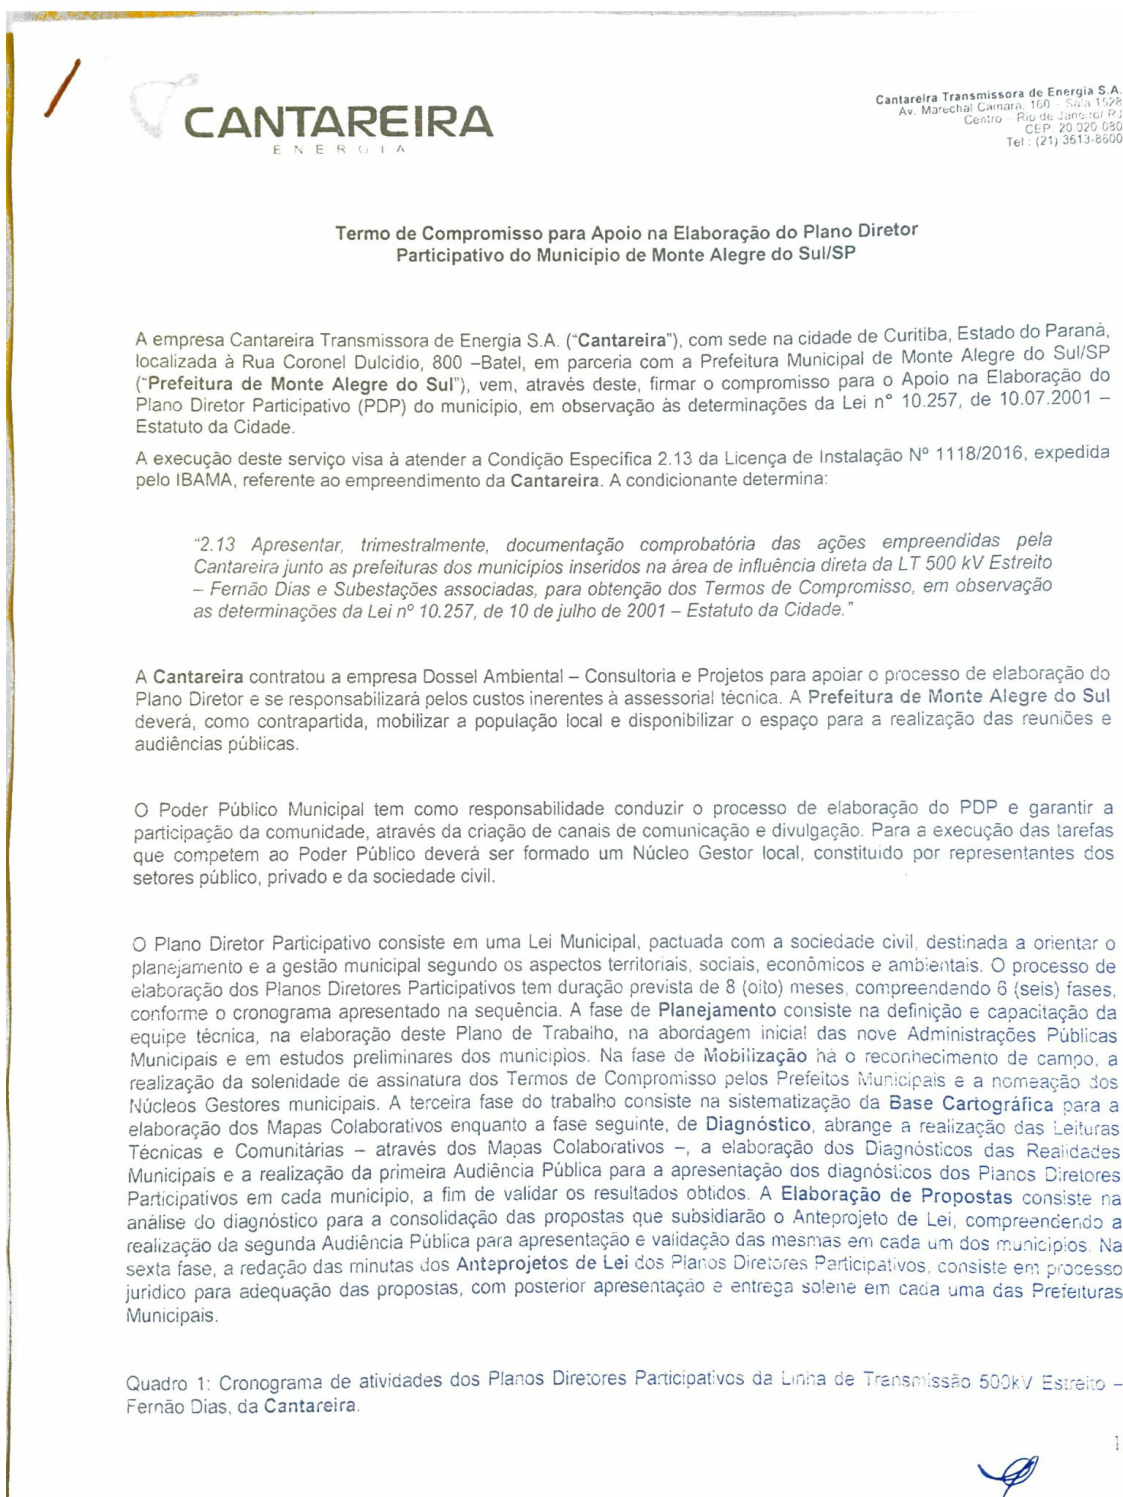 CANTAREIRA
ENERGIA
Cantareira Transmissora de Energia S.A.
Av. Marechal Camara, 160 - Sala 1528
Centro - Rio de Janeiro/ RJ
CEP. 20 020 080
Tel.: (21) 3613-8600
Termo de Compromisso para Apoio na Elaboração do Plano Diretor
Participativo do Município de Monte Alegre do Sul/SP
A empresa Cantareira Transmissora de Energia S.A. (“Cantareira”), com sede na cidade de Curitiba, Estado do Paraná,
localizada à Rua Coronel Dulcidio, 800 –Batel, em parceria com a Prefeitura Municipal de Monte Alegre do Sul/SP
(“Prefeitura de Monte Alegre do Sul”), vem, através deste, firmar o compromisso para o Apoio na Elaboração do
Plano Diretor Participativo (PDP) do município, em observação às determinações da Lei n° 10.257, de 10.07.2001 –
Estatuto da Cidade.
A execução deste serviço visa à atender a Condição Especifica 2.13 da Licença de Instalação Nº 1118/2016, expedida
pelo IBAMA, referente ao empreendimento da Cantareira. A condicionante determina:
“2.13 Apresentar, trimestralmente, documentação comprobatória das ações empreendidas pela
Cantareira junto as prefeituras dos municípios inseridos na área de influência direta da LT 500 kV Estreito
– Fernão Dias e Subestações associadas, para obtenção dos Termos de Compromisso, em observação
as determinações da Lei nº 10.257, de 10 de julho de 2001 – Estatuto da Cidade.”
A Cantareira contratou a empresa Dossel Ambiental – Consultoria e Projetos para apoiar o processo de elaboração do
Plano Diretor e se responsabilizará pelos custos inerentes à assessorial técnica. A Prefeitura de Monte Alegre do Sul
deverá, como contrapartida, mobilizar a população local e disponibilizar o espaço para a realização das reuniões e
audiências públicas.
O Poder Público Municipal tem como responsabilidade conduzir o processo de elaboração do PDP e garantir a
participação da comunidade, através da criação de canais de comunicação e divulgação. Para a execução das tarefas
que competem ao Poder Público deverá ser formado um Núcleo Gestor local, constituído por representantes dos
setores público, privado e da sociedade civil.
O Plano Diretor Participativo consiste em uma Lei Municipal, pactuada com a sociedade civil, destinada a orientar o
planejamento e a gestão municipal segundo os aspectos territoriais, sociais, econômicos e ambientais. O processo de
elaboração dos Planos Diretores Participativos tem duração prevista de 8 (oito) meses, compreendendo 6 (seis) fases,
conforme o cronograma apresentado na sequência. A fase de Planejamento consiste na definição e capacitação da
equipe técnica, na elaboração deste Plano de Trabalho, na abordagem inicial das nove Administrações Públicas
Municipais e em estudos preliminares dos municípios. Na fase de Mobilização há o reconhecimento de campo, a
realização da solenidade de assinatura dos Termos de Compromisso pelos Prefeitos Municipais e a nomeação dos
Núcleos Gestores municipais. A terceira fase do trabalho consiste na sistematização da Base Cartográfica para a
elaboração dos Mapas Colaborativos enquanto a fase seguinte, de Diagnóstico, abrange a realização das Leituras
Técnicas e Comunitárias – através dos Mapas Colaborativos –, a elaboração dos Diagnósticos das Realidades
Municipais e a realização da primeira Audiência Pública para a apresentação dos diagnósticos dos Planos Diretores
Participativos em cada município, a fim de validar os resultados obtidos. A Elaboração de Propostas consiste na
análise do diagnóstico para a consolidação das propostas que subsidiarão o Anteprojeto de Lei, compreendendo a
realização da segunda Audiência Pública para apresentação e validação das mesmas em cada um dos municípios. Na
sexta fase, a redação das minutas dos Anteprojetos de Lei dos Planos Diretores Participativos, consiste em processo
jurídico para adequação das propostas, com posterior apresentação e entrega solene em cada uma das Prefeituras
Municipais.
Quadro 1: Cronograma de atividades dos Planos Diretores Participativos da Linha de Transmissão 500kV Estreito –
Fernão Dias, da Cantareira.
1